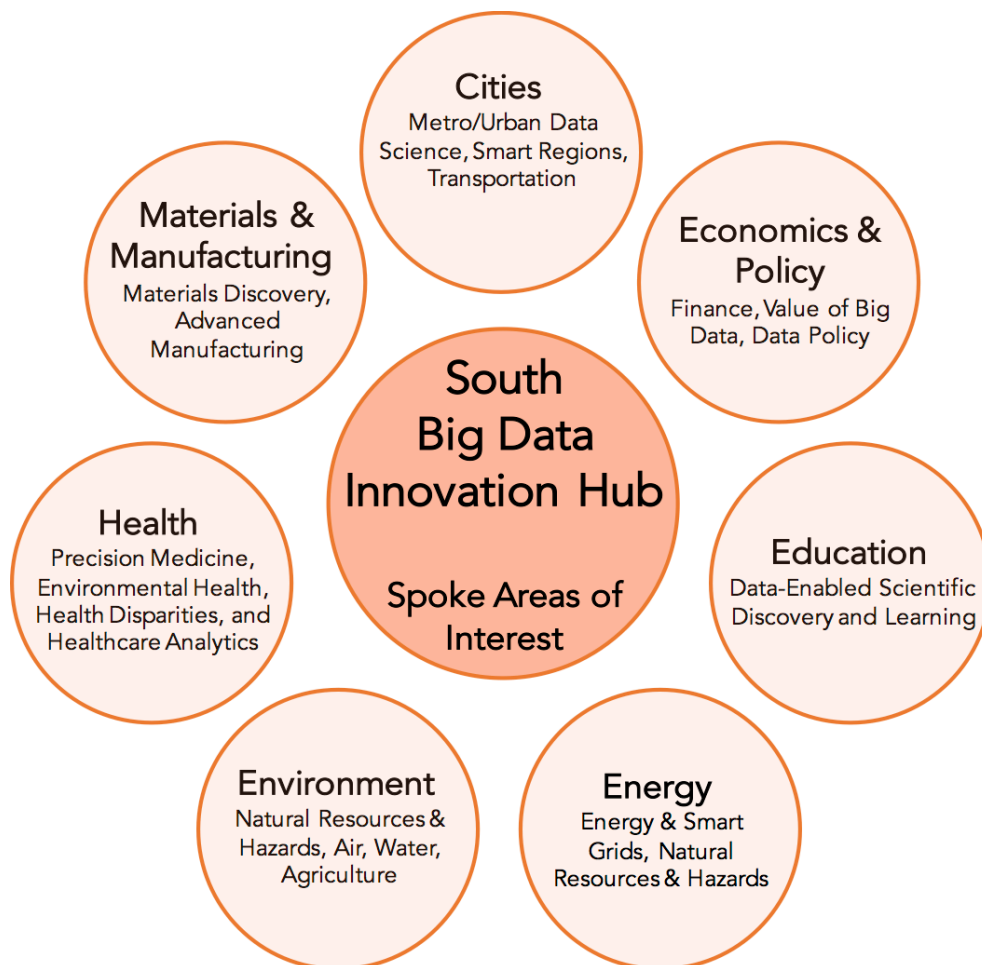 Cities
Metro/Urban Data
Science, Smart Regions,
Transportation
Materials &
Manufacturing
Materials Discovery,
Advanced
Manufacturing
Economics &
Policy
Finance, Value of Big
Data, Data Policy
South
Big Data
Innovation Hub
Spoke Areas of
Interest
Health
Precision Medicine,
Environmental Health,
Health Disparities, and
Healthcare Analytics
Education
Data-Enabled Scientific
Discovery and Learning
Environment
Natural Resources &
Hazards, Air, Water,
Agriculture
Energy
Energy & Smart
Grids, Natural
Resources & Hazards